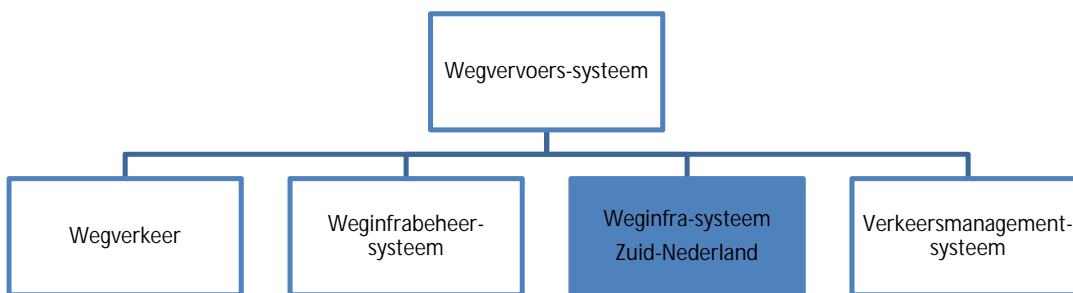 Wegvervoers-systeem
Wegverkeer
Weginfrabeheer-
systeem
Weginfra-systeem
Zuid-Nederland
Verkeersmanagement-
systeem